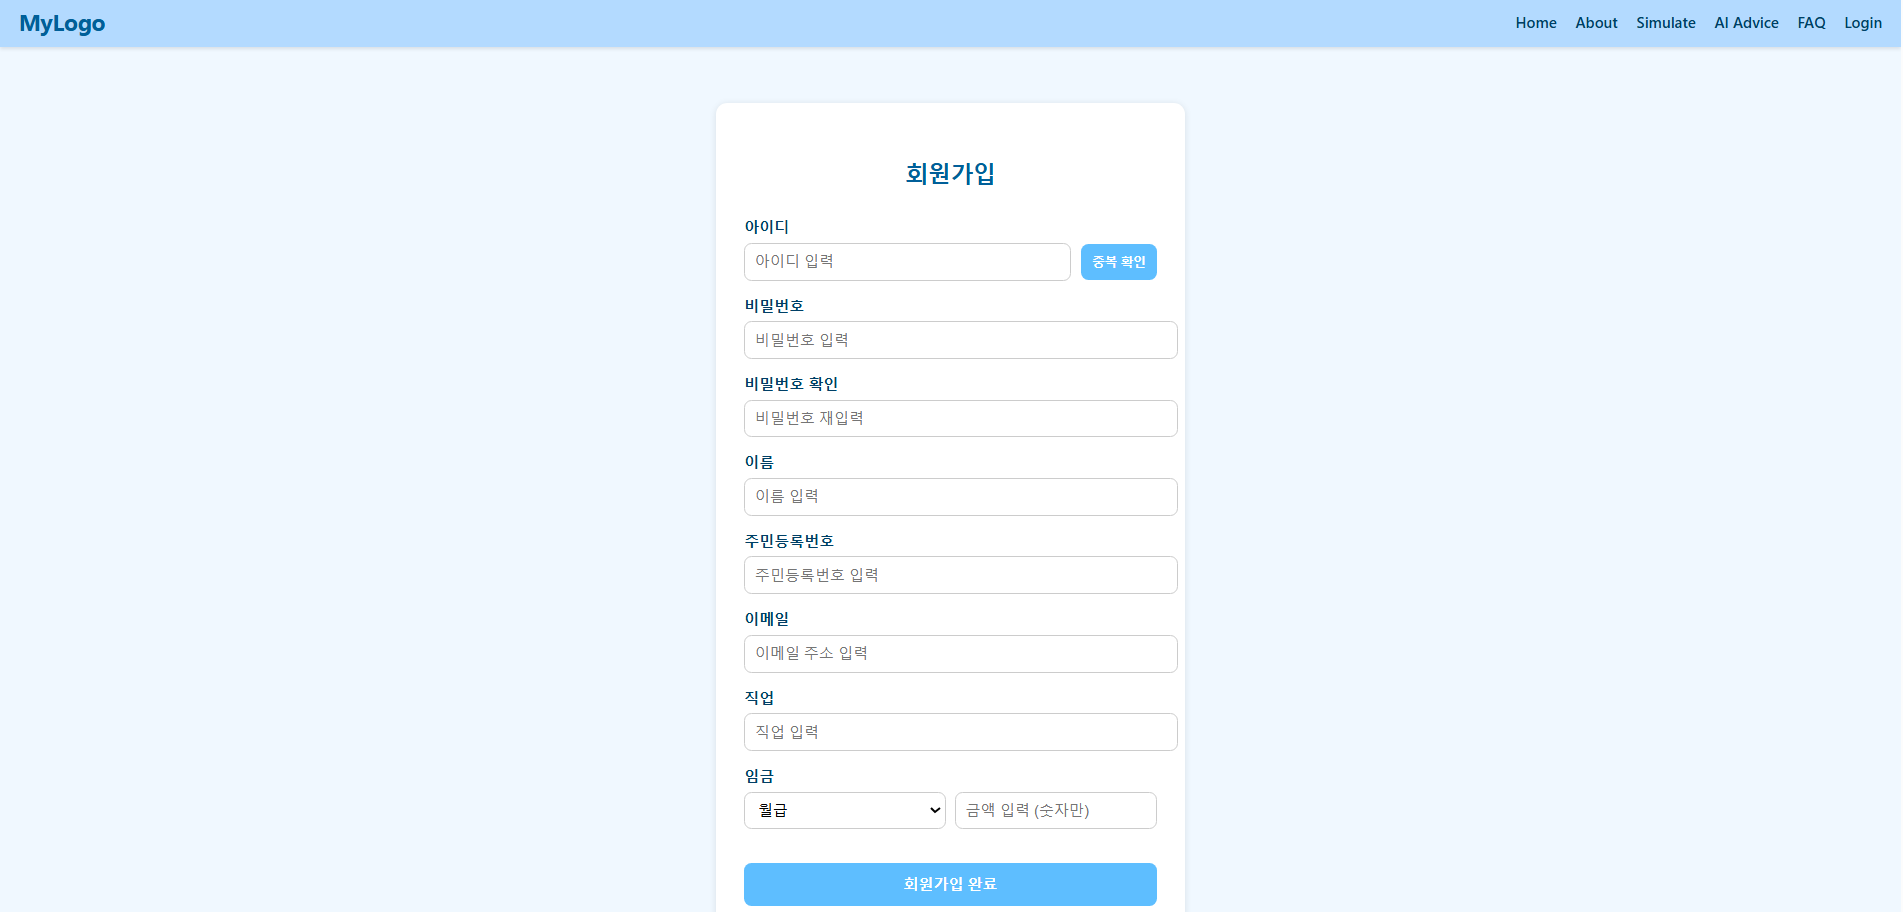 MyLogo
Home About Simulate AI Advice FAQ Login
회원가입
아이디
아이디 입력 중복 확인
비밀번호
비밀번호 입력
비밀번호 확인
비밀번호 재입력
이름
이름 입력
주민등록번호
주민등록번호 입력
이메일
이메일 주소 입력
직업
직업 입력
임금
월급 금액 입력 (숫자만)
회원가입 완료